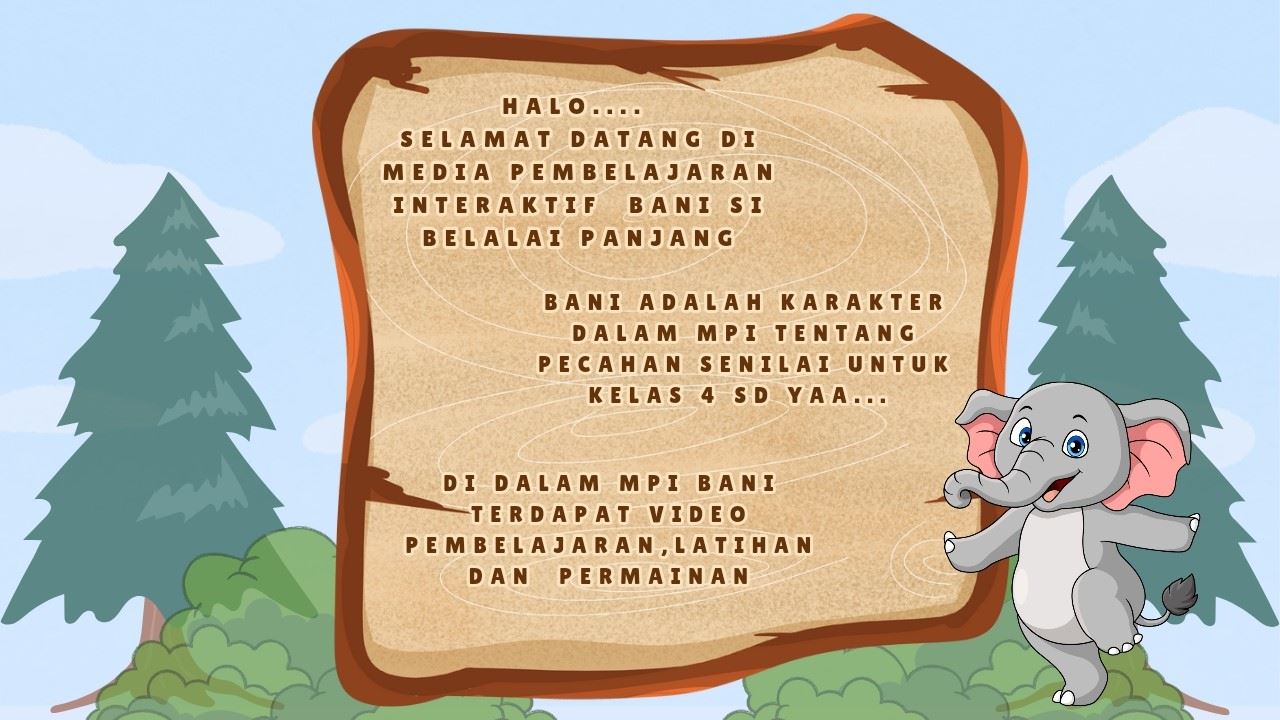 HALO....
SELAMAT DATANG DI
MEDIA PEMBELAJARAN
INTERAKTIF BANI SI
BELALAI PANJANG
BANI ADALAH KARAKTER
DALAM MPI TENTANG
PECAHAN SENILAI UNTUK
KELAS 4 SD YAA...
DI DALAM MPI BANI
TERDAPAT VIDEO
PEMBELAJARAN,LATIHAN
DAN PERMAINAN